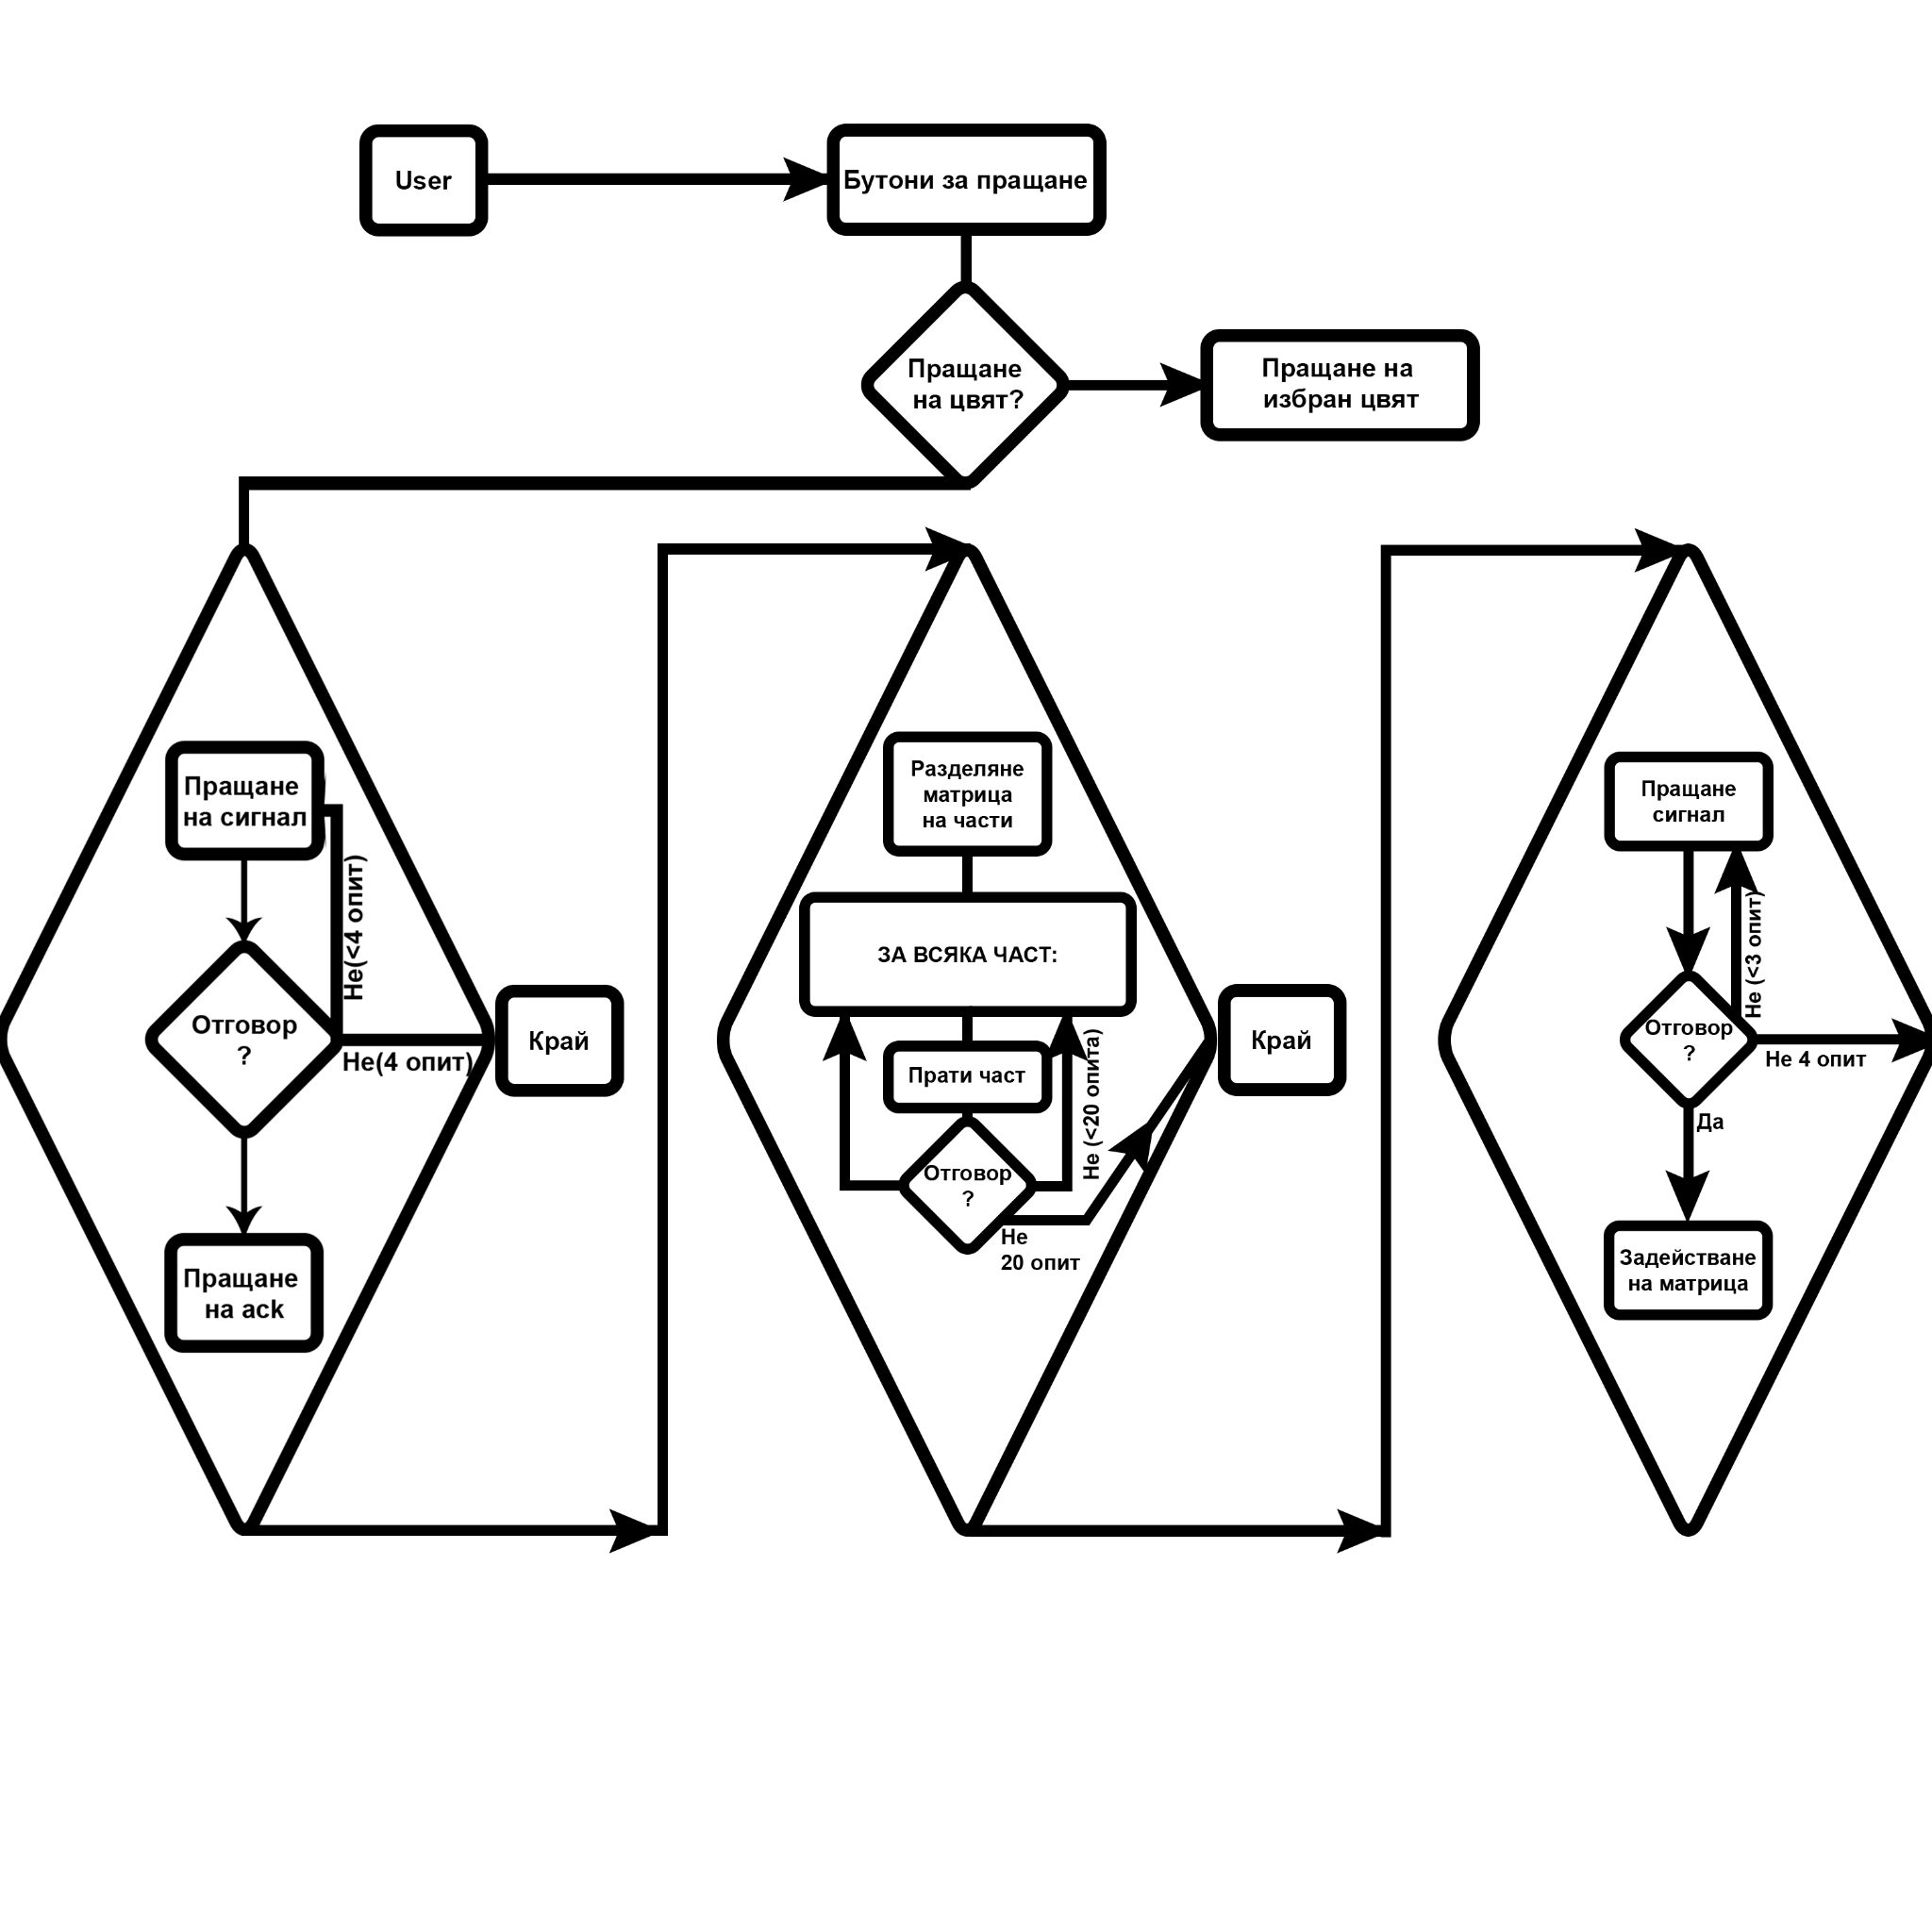 User
Бутони за пращане
Пращане
на цвят?
Пращане на
избран цвят
Пращане
на сигнал
Не(<4 опит)
Отговор
?
Не(4 опит)
Край
Пращане
на ack
Разделяне
матрица
на части
ЗА ВСЯКА ЧАСТ:
Прати част
Не (<20 опита)
Отговор
?
Не
20 опит
Край
Пращане
сигнал
Не (<3 опит)
Отговор
?
Не 4 опит
Да
Задействане
на матрица